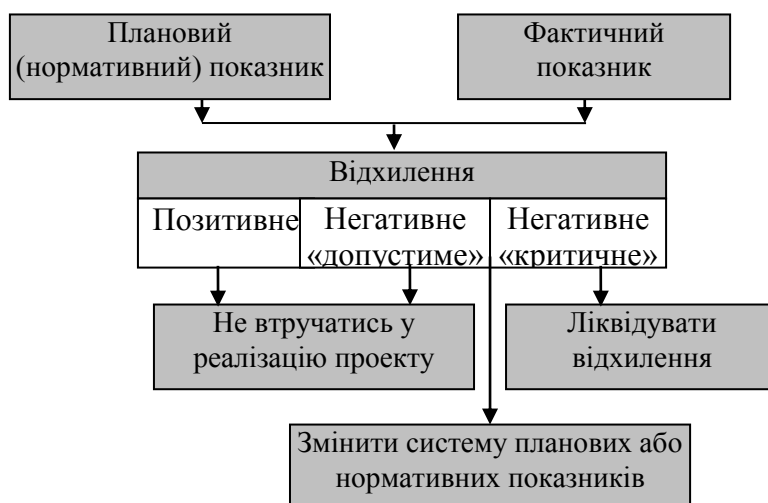 Плановий
(нормативний) показник
Фактичний
показник
Відхилення
Позитивне
Негативне
«допустиме»
Негативне
«критичне»
Не втручатись у
реалізацію проекту
Ліквідувати
відхилення
Змінити систему планових або
нормативних показників